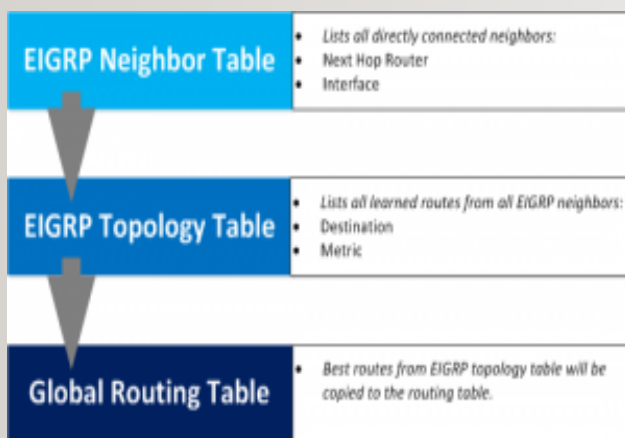 EIGRP Neighbor Table
• Lists all directly connected neighbors:
• Next Hop Router
• Interface
EIGRP Topology Table
• Lists all learned routes from all EIGRP neighbors:
• Destination
• Metric
Global Routing Table
• Best routes from EIGRP topology table will be
copied to the routing table.